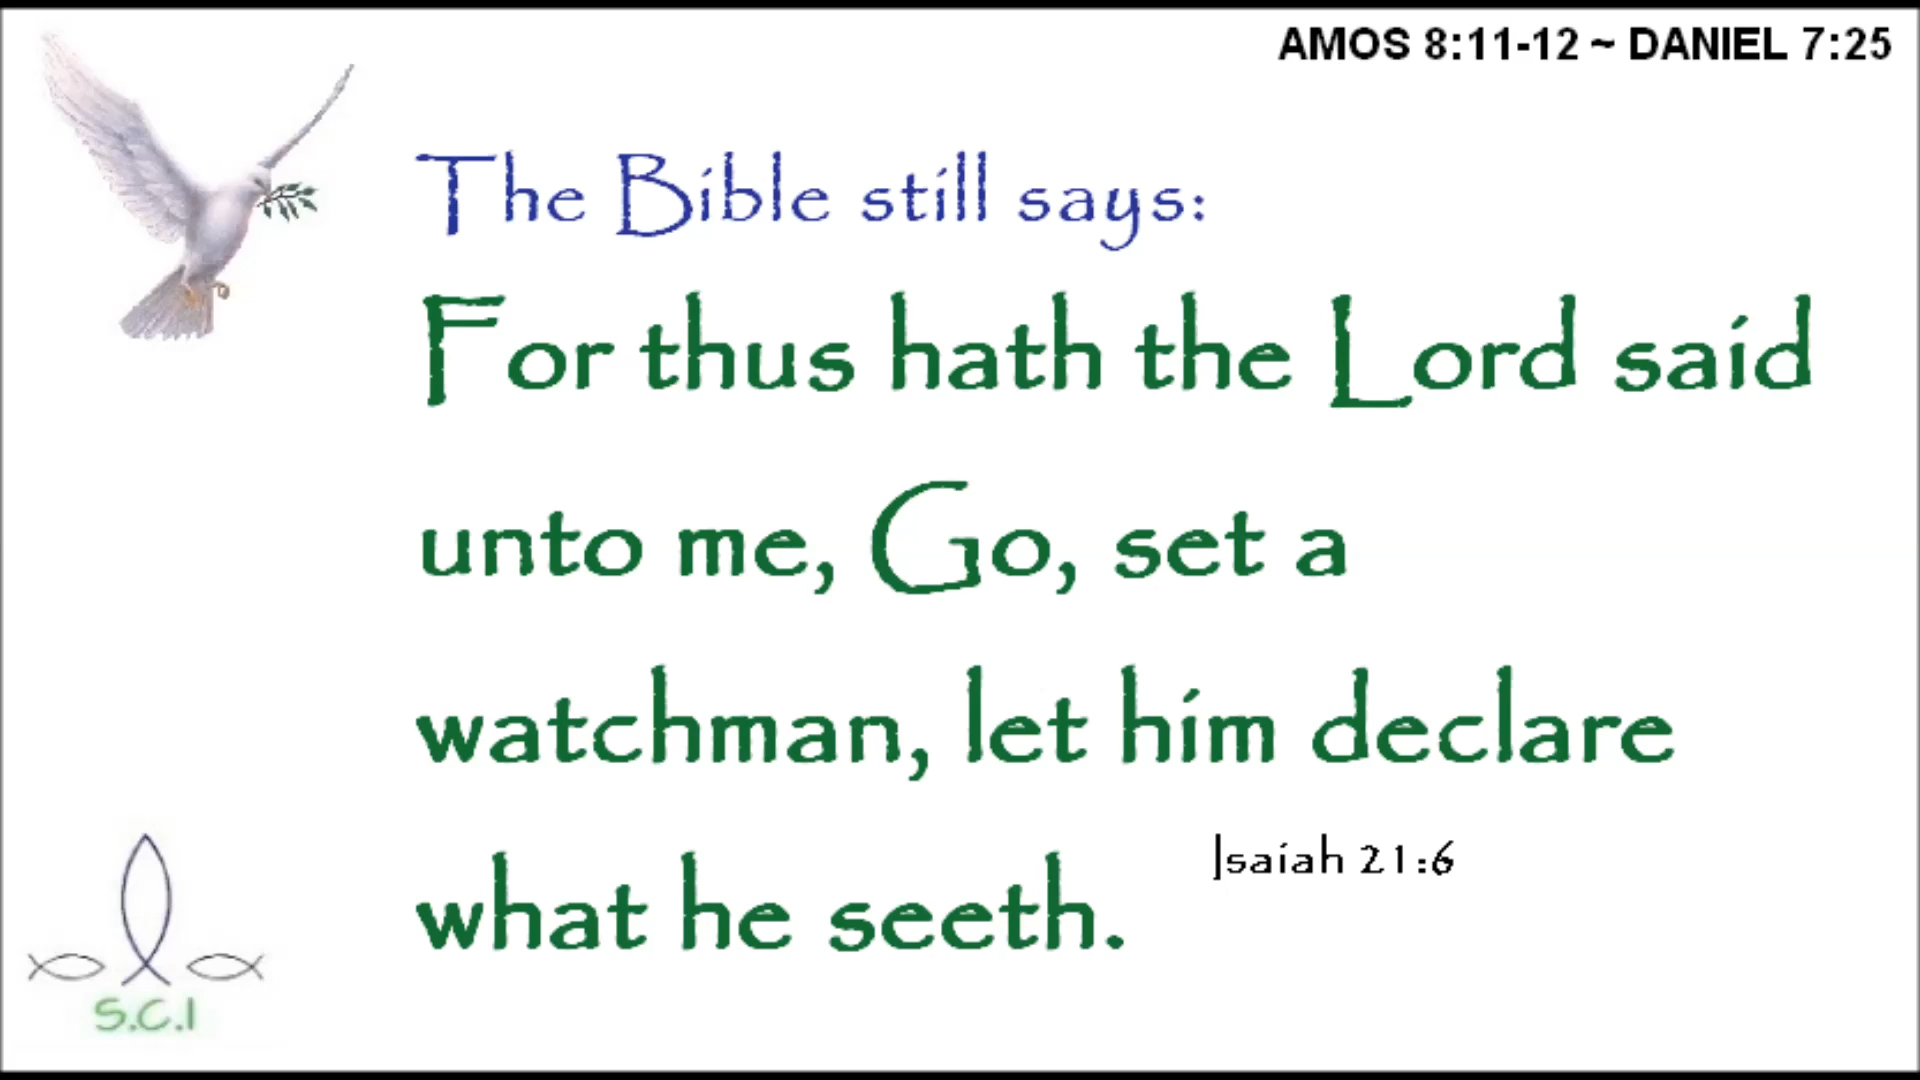 AMOS 8:11-12 ~ DANIEL 7:25
The Bible still says:
For thus hath the Lord said
unto me, Go, set a
watchman, let him declare
what he seeth.
Isaiah 21:6
S.C.I